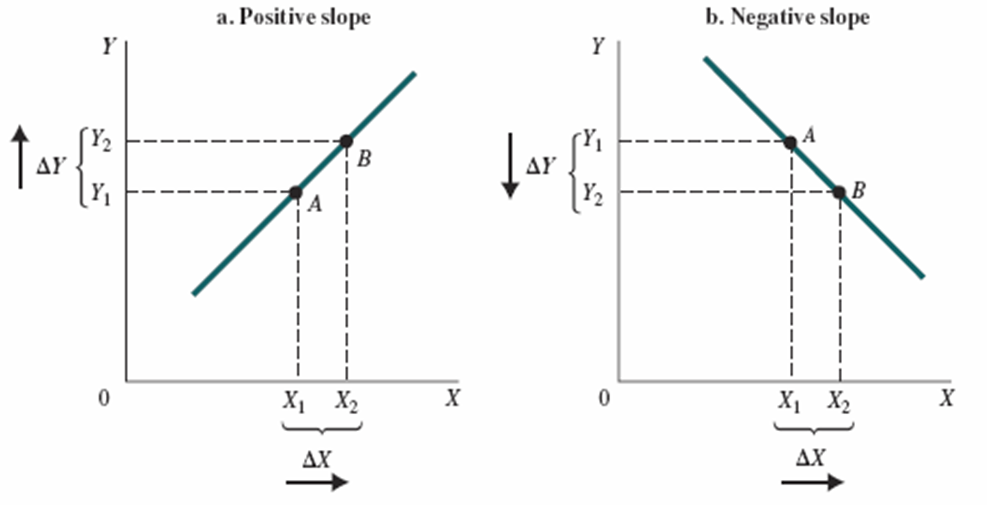 a. Positive slope
Y
Y₂
ΔY
Y₁
B
A
0
X₁ X₂ X
ΔX
b. Negative slope
Y
Y₁
ΔY
Y₂
A
B
0
X₁ X₂ X
ΔX